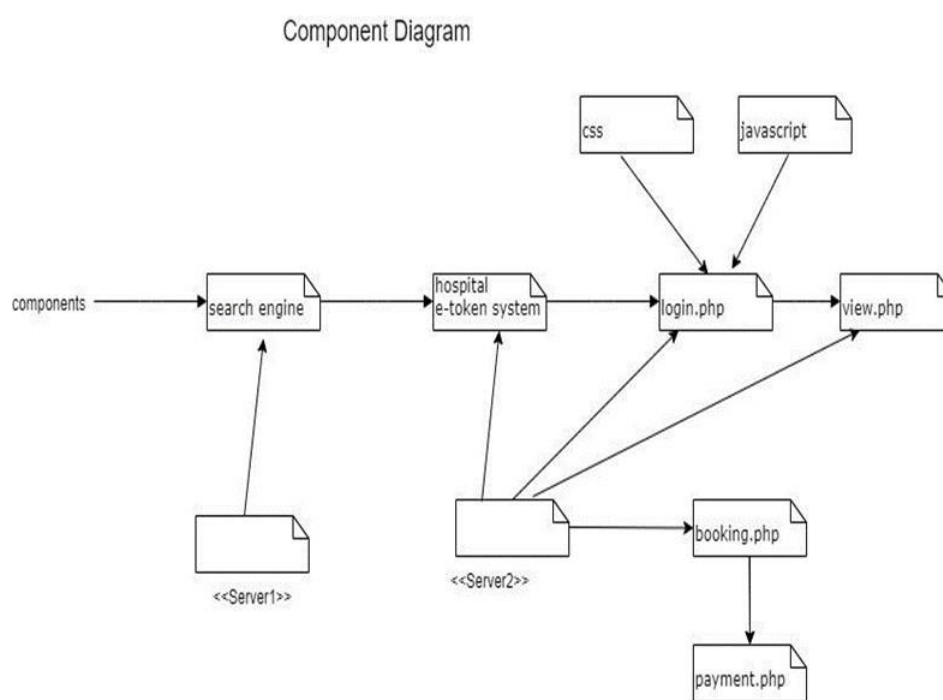 Component Diagram
css
javascript
components
search engine
hospital
e-token system
login.php
view.php
<<Server1>>
<<Server2>>
booking.php
payment.php